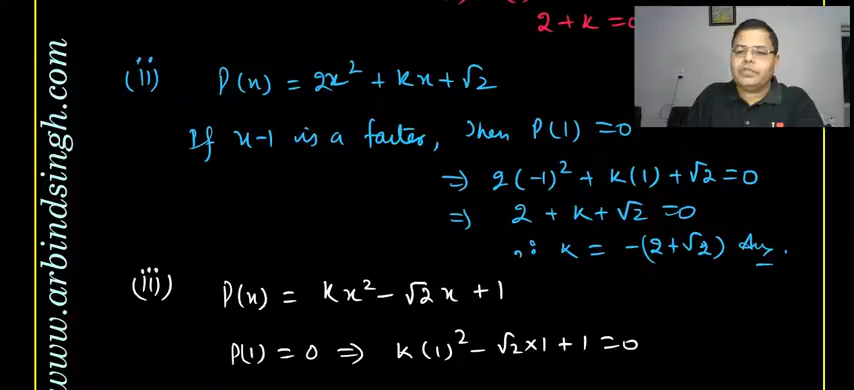 2 + k = 0
(ii) P(x) = 2x² + kx + √2
If x-1 is a factor, then P(1) = 0
⇒ 2(-1)² + k(1) + √2 = 0
⇒ 2 + k + √2 = 0
∴ k = -(2+√2) Ans.
(iii) P(x) = kx² - √2x + 1
P(1) = 0 ⇒ k(1)² - √2×1 + 1 = 0
www.arbindsingh.com